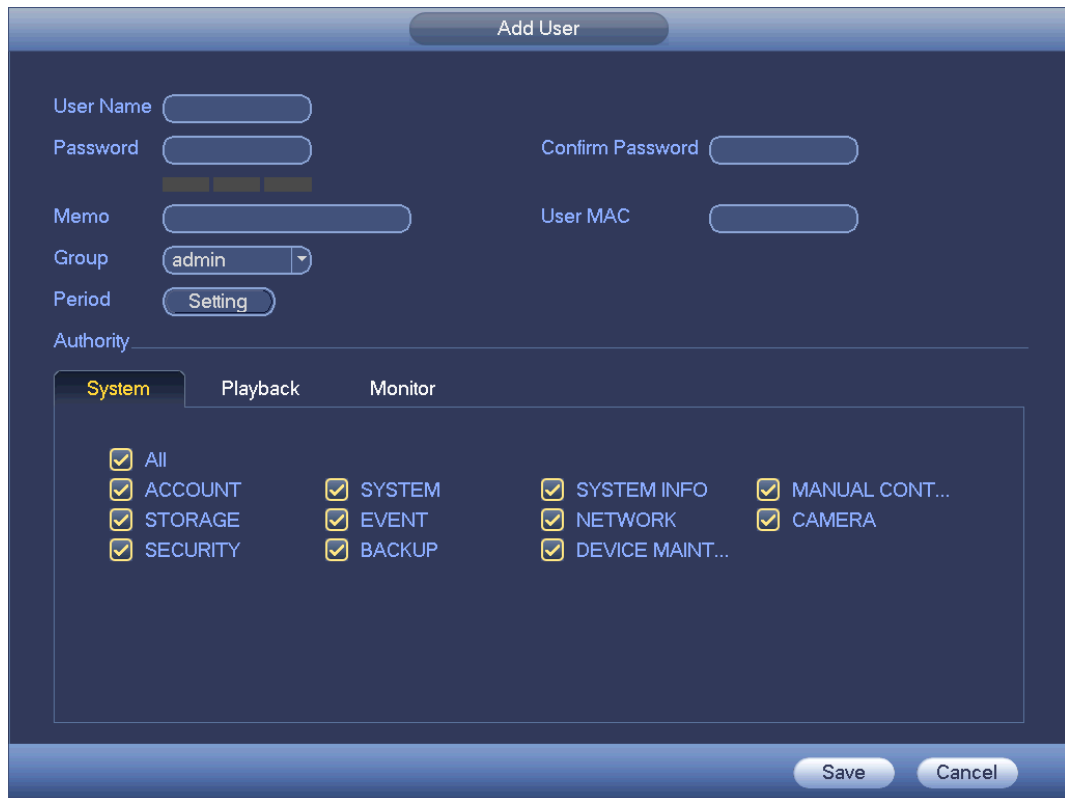 Add User
User Name
Password Confirm Password
Memo User MAC
Group admin
Period Setting
Authority
System Playback Monitor
All
ACCOUNT SYSTEM SYSTEM INFO MANUAL CONT...
STORAGE EVENT NETWORK CAMERA
SECURITY BACKUP DEVICE MAINT...
Save Cancel